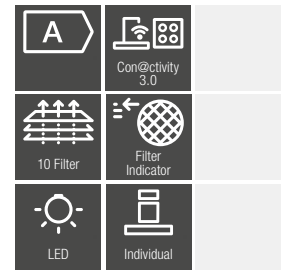 A
Con@ctivity
3.0
10 Filter
Filter
Indicator
LED
Individual